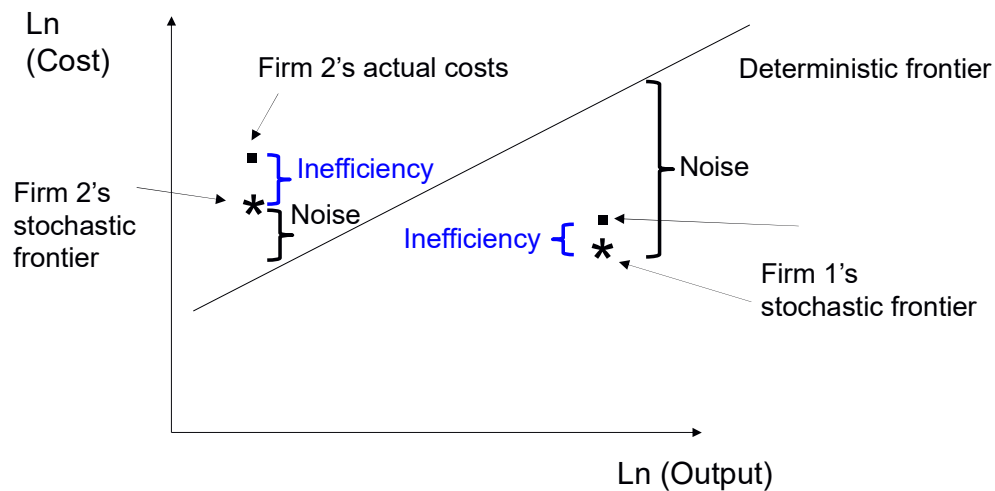 Ln
(Cost)
Firm 2’s actual costs
Deterministic frontier
Inefficiency
Noise
Firm 2’s
stochastic
frontier
Noise
Inefficiency
Firm 1’s
stochastic frontier
Ln (Output)